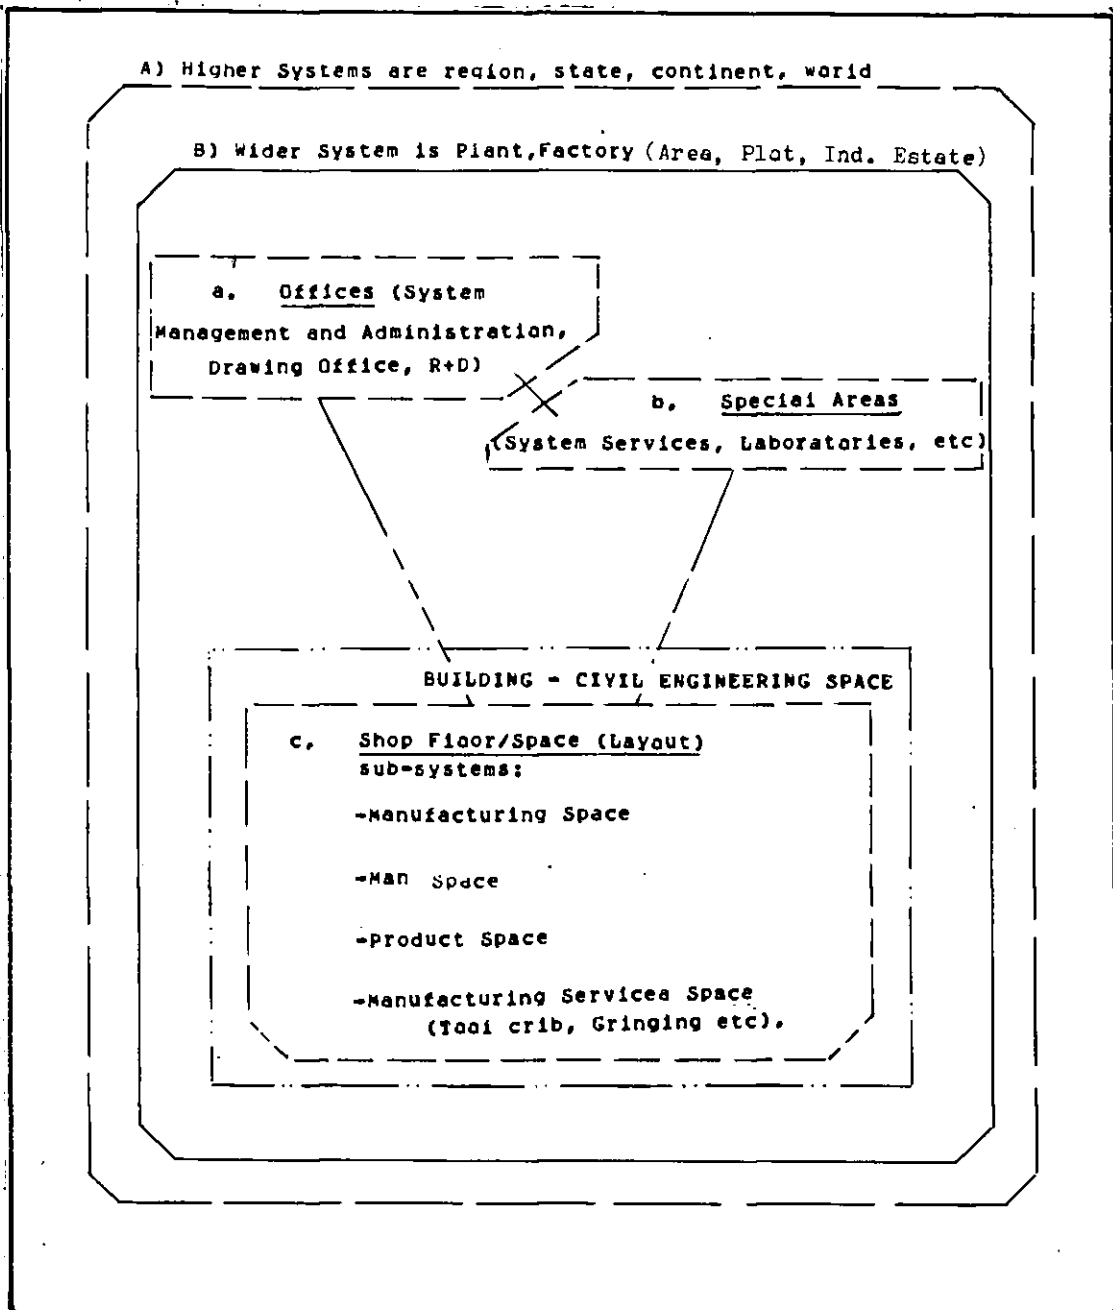 A) Higher Systems are region, state, continent, world
B) Wider System is Plant,Factory (Area, Plot, Ind. Estate)
a. Offices (System
Management and Administration,
Drawing Office, R+D)
b. Special Areas
(System Services, Laboratories, etc)
BUILDING - CIVIL ENGINEERING SPACE
c. Shop Floor/Space (Layout)
sub-systems:
-Manufacturing Space
-Man Space
-Product Space
-Manufacturing Services Space
(Tool crib, Gringing etc).